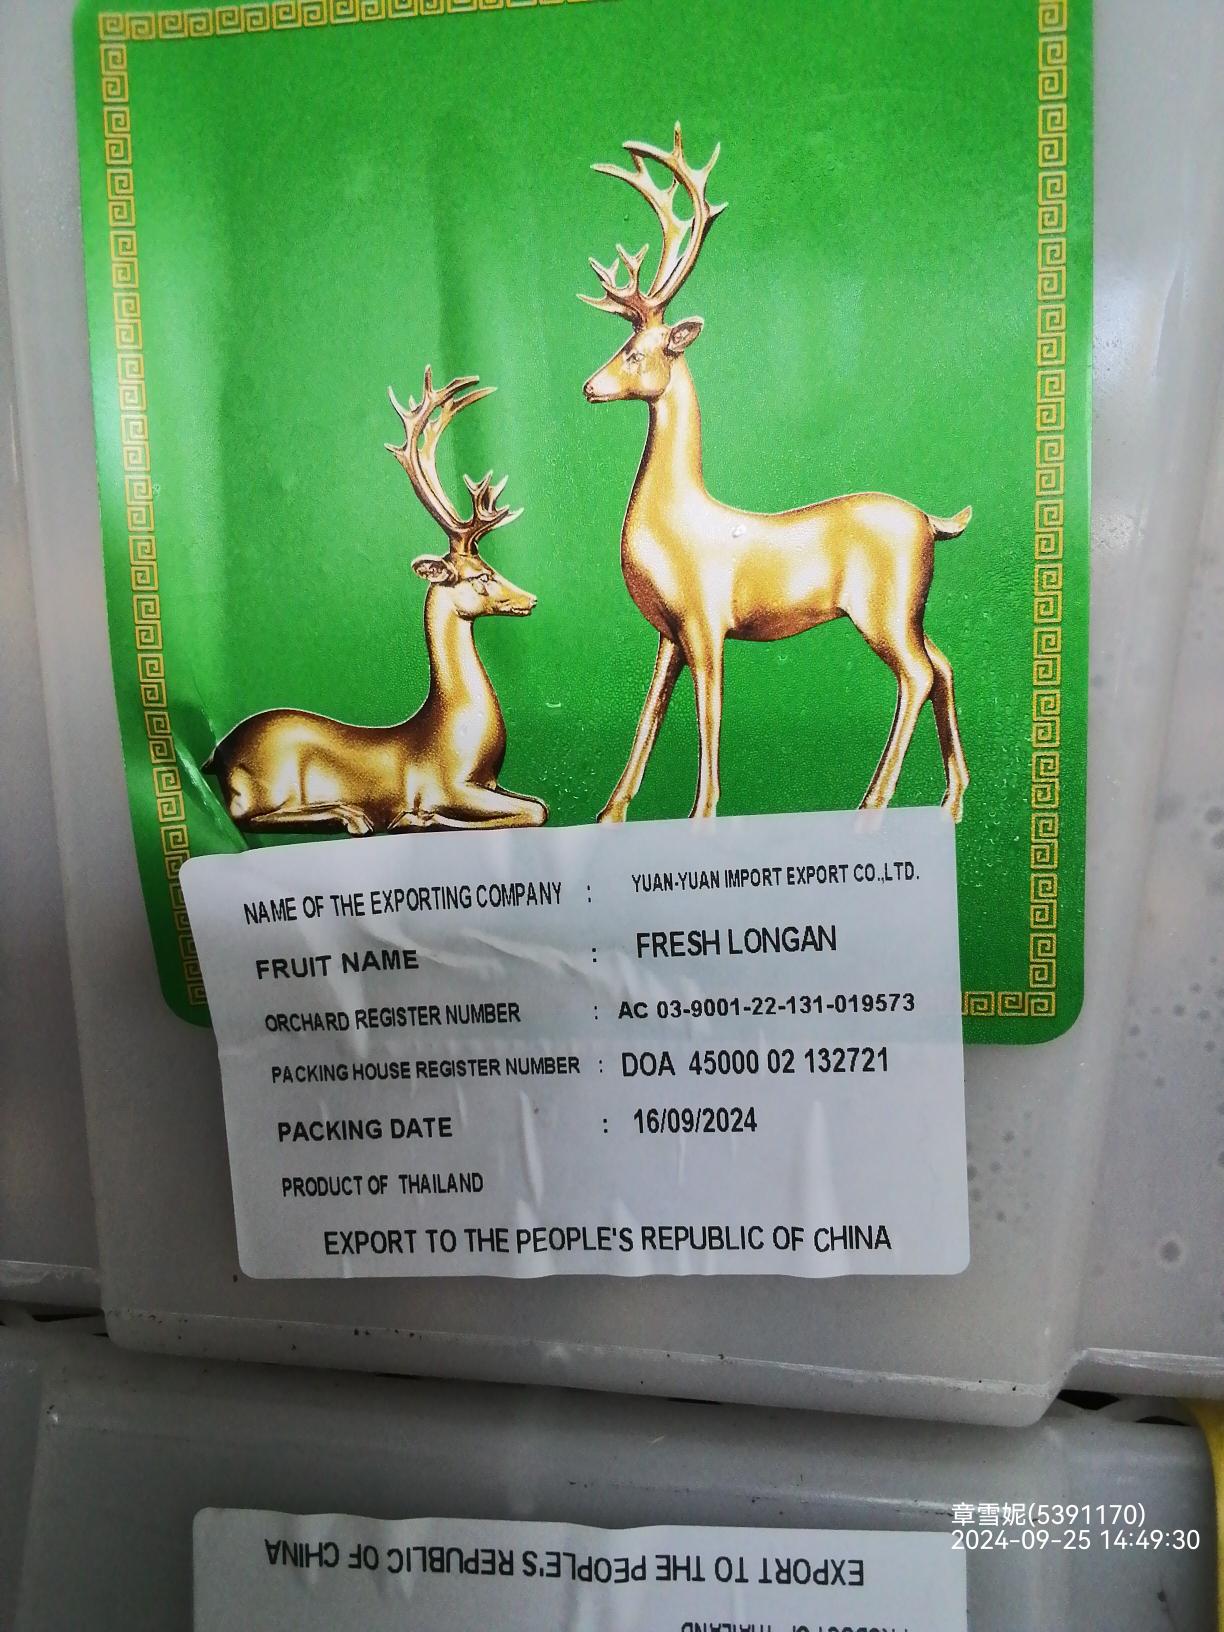 NAME OF THE EXPORTING COMPANY : YUAN-YUAN IMPORT EXPORT CO.,LTD.
FRUIT NAME : FRESH LONGAN
ORCHARD REGISTER NUMBER : AC 03-9001-22-131-019573
PACKING HOUSE REGISTER NUMBER : DOA 45000 02 132721
PACKING DATE : 16/09/2024
PRODUCT OF THAILAND
EXPORT TO THE PEOPLE'S REPUBLIC OF CHINA
章雪妮(5391170)
2024-09-25 14:49:30
EXPORT TO THE PEOPLE'S REPUBLIC OF CHINA
PRODUCT OF THAILAND